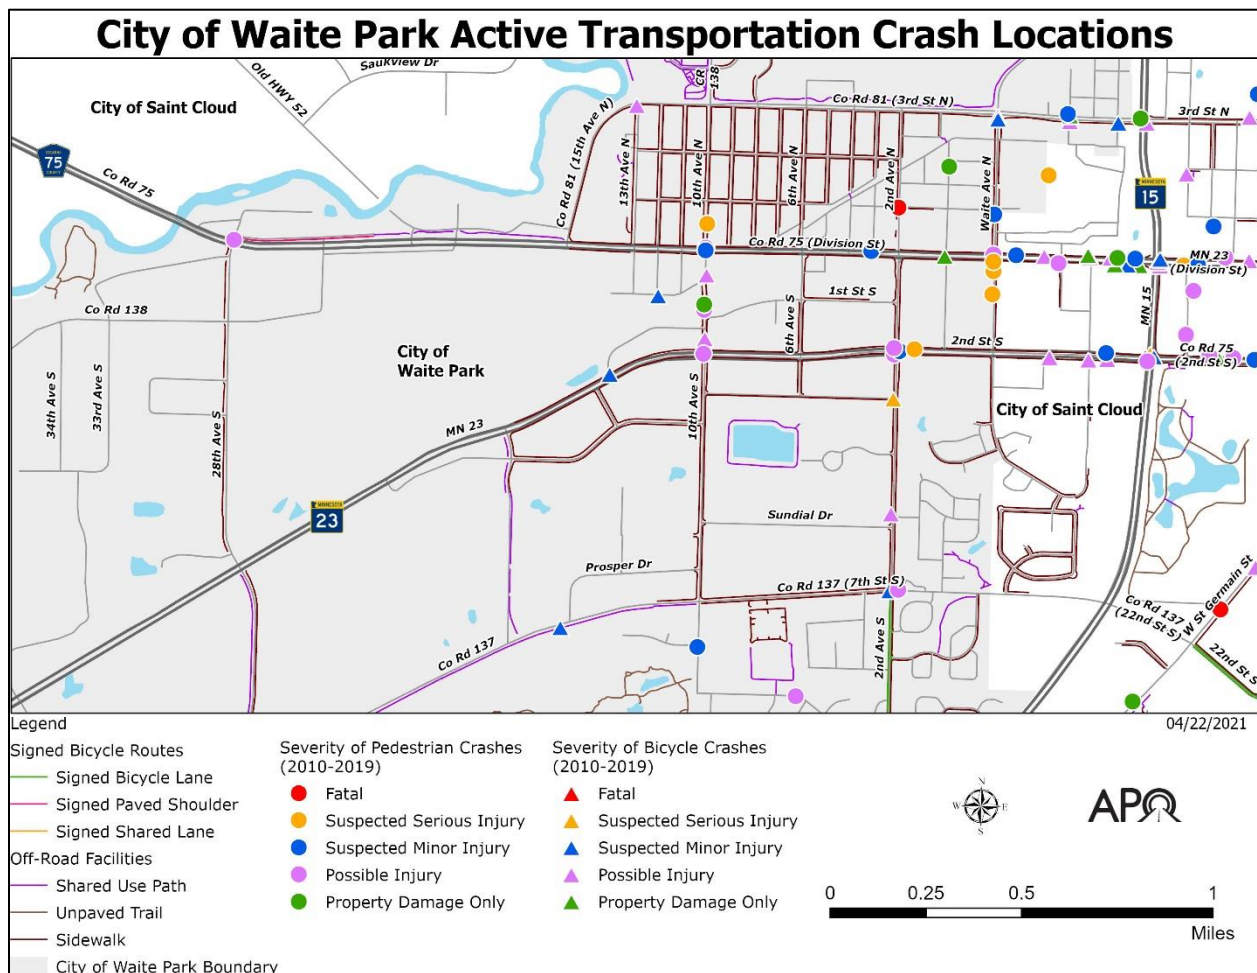 City of Waite Park Active Transportation Crash Locations
Saukview Dr
Old HWY 52
City of Saint Cloud
CR
138
Co Rd 81 (3rd St N)
3rd St N
75
Co Rd 75
Co Rd 81 (15th Ave N)
13th Ave N
10th Ave N
6th Ave N
2nd Ave N
Waite Ave N
MINNESOTA
15
Co Rd 75 (Division St)
MN 23
(Division St)
Co Rd 138
1st St S
6th Ave S
MN 15
2nd St S
Co Rd 75
(2nd St S)
City of
Waite Park
34th Ave S
33rd Ave S
28th Ave S
MN 23
10th Ave S
City of Saint Cloud
MINNESOTA
23
Sundial Dr
Prosper Dr
Co Rd 137 (7th St S)
Co Rd 137
(22nd St S)
W St Germain St
Co Rd 137
2nd Ave S
22nd St S
04/22/2021
Legend
Signed Bicycle Routes
Signed Bicycle Lane
Signed Paved Shoulder
Signed Shared Lane
Off-Road Facilities
Shared Use Path
Unpaved Trail
Sidewalk
City of Waite Park Boundary
Severity of Pedestrian Crashes
(2010-2019)
Fatal
Suspected Serious Injury
Suspected Minor Injury
Possible Injury
Property Damage Only
Severity of Bicycle Crashes
(2010-2019)
Fatal
Suspected Serious Injury
Suspected Minor Injury
Possible Injury
Property Damage Only
N
W
E
S
APO
0
0.25
0.5
1
Miles